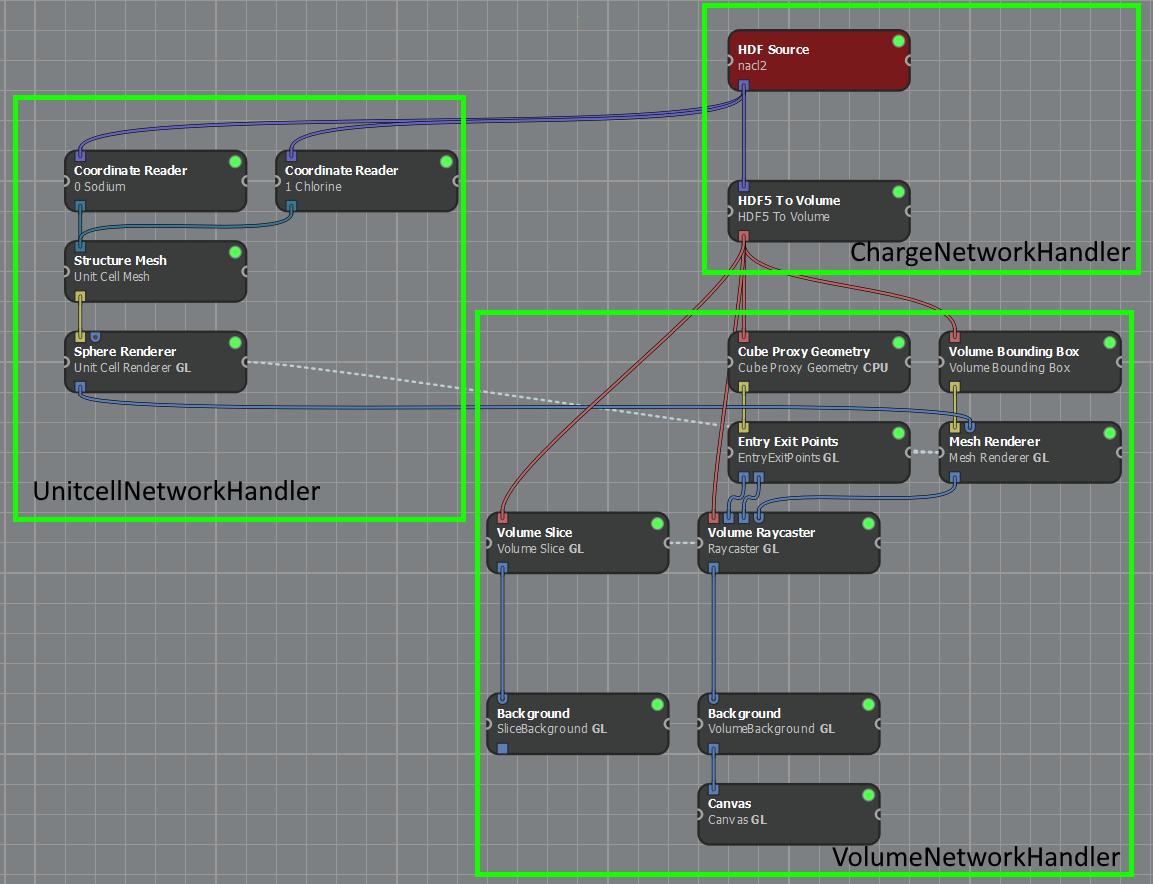 HDF Source
nacl2
Coordinate Reader
0 Sodium
Coordinate Reader
1 Chlorine
HDF5 To Volume
HDF5 To Volume
ChargeNetworkHandler
Structure Mesh
Unit Cell Mesh
Sphere Renderer
Unit Cell Renderer GL
Cube Proxy Geometry
Cube Proxy Geometry CPU
Volume Bounding Box
Volume Bounding Box
Entry Exit Points
EntryExitPoints GL
Mesh Renderer
Mesh Renderer GL
UnitcellNetworkHandler
Volume Slice
Volume Slice GL
Volume Raycaster
Raycaster GL
Background
SliceBackground GL
Background
VolumeBackground GL
Canvas
Canvas GL
VolumeNetworkHandler